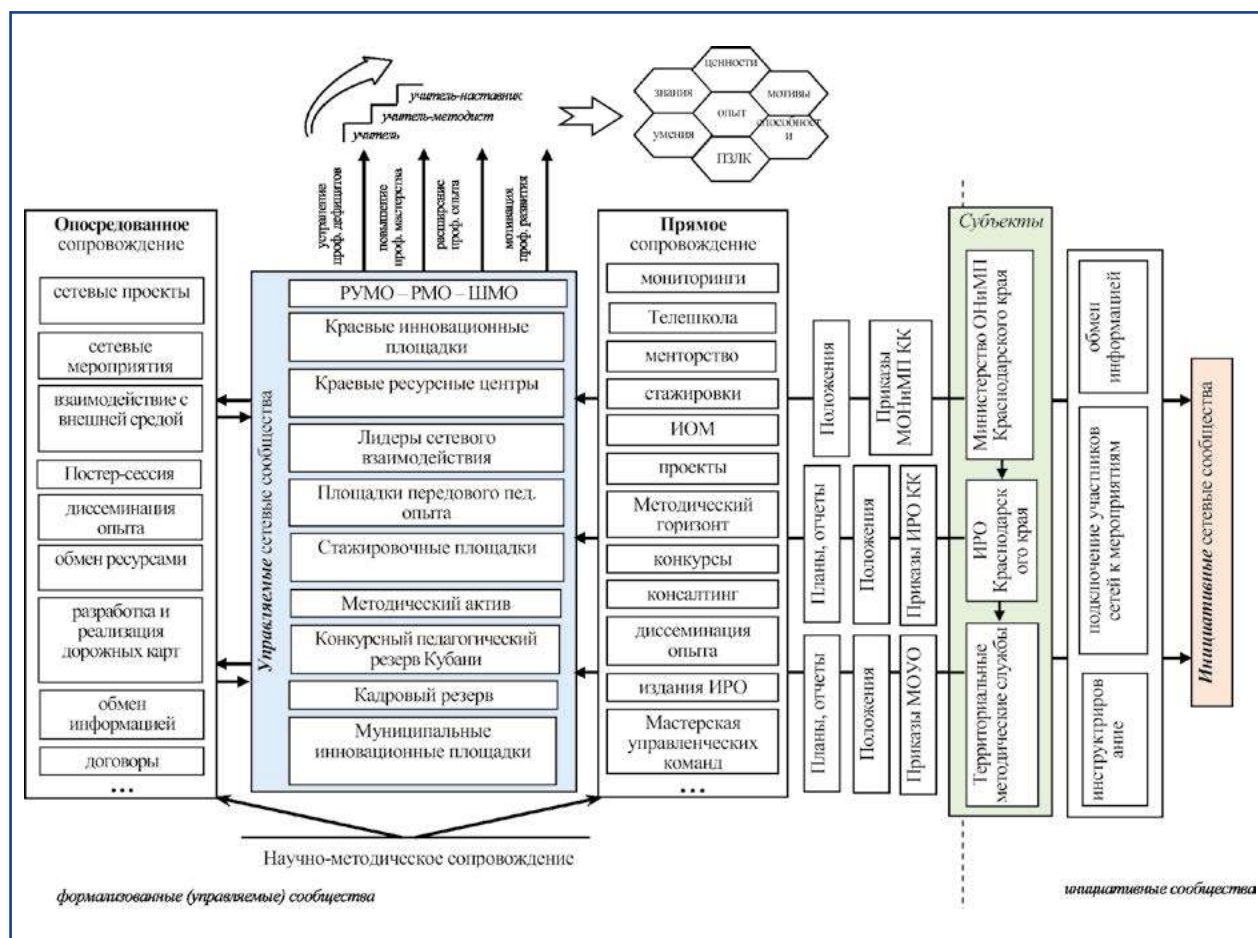 ценности
знания
мотивы
опыт
умения
способност
и
ПЗЛК
учитель-наставник
учитель-методист
учитель
устранение
проф. дефицитов
повышение
проф. мастерства
расширение
проф. опыта
мотивация
проф. развития
Опосредованное
сопровождение
сетевые проекты
сетевые
мероприятия
взаимодействие с
внешней средой
Постер-сессия
диссеминация
опыта
обмен ресурсами
разработка и
реализация
дорожных карт
обмен
информацией
договоры
...
Управляемые сетевые сообщества
РУМО – РМО – ШМО
Краевые инновационные
площадки
Краевые ресурсные центры
Лидеры сетевого
взаимодействия
Площадки передового пед.
опыта
Стажировочные площадки
Методический актив
Конкурсный педагогический
резерв Кубани
Кадровый резерв
Муниципальные
инновационные площадки
Прямое
сопровождение
мониторинги
Телешкола
менторство
стажировки
ИОМ
проекты
Методический
горизонт
конкурсы
консалтинг
диссеминация
опыта
издания ИРО
Мастерская
управленческих
команд
...
Положения
Приказы
МОНиМП КК
Планы, отчеты
Положения
Приказы ИРО КК
Планы, отчеты
Положения
Приказы МОУО
Субъекты
Министерство ОНиМП
Краснодарского края
ИРО
Краснодарск
ого края
Территориальные
методические службы
обмен
информацией
подключение участников
сетей к мероприятиям
инструктриров
ание
Инициативные сетевые сообщества
Научно-методическое сопровождение
формализованные (управляемые) сообщества
инициативные сообщества